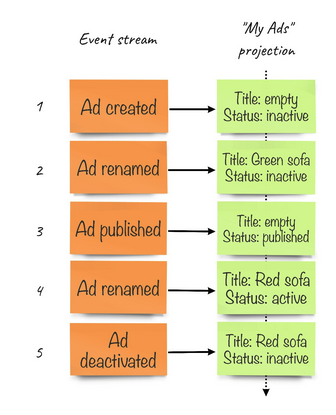 Event stream
"My Ads"
projection
1
Ad created
Title: empty
Status: inactive
2
Ad renamed
Title: Green sofa
Status: inactive
3
Ad published
Title: empty
Status: published
4
Ad renamed
Title: Red sofa
Status: active
5
Ad
deactivated
Title: Red sofa
Status: inactive